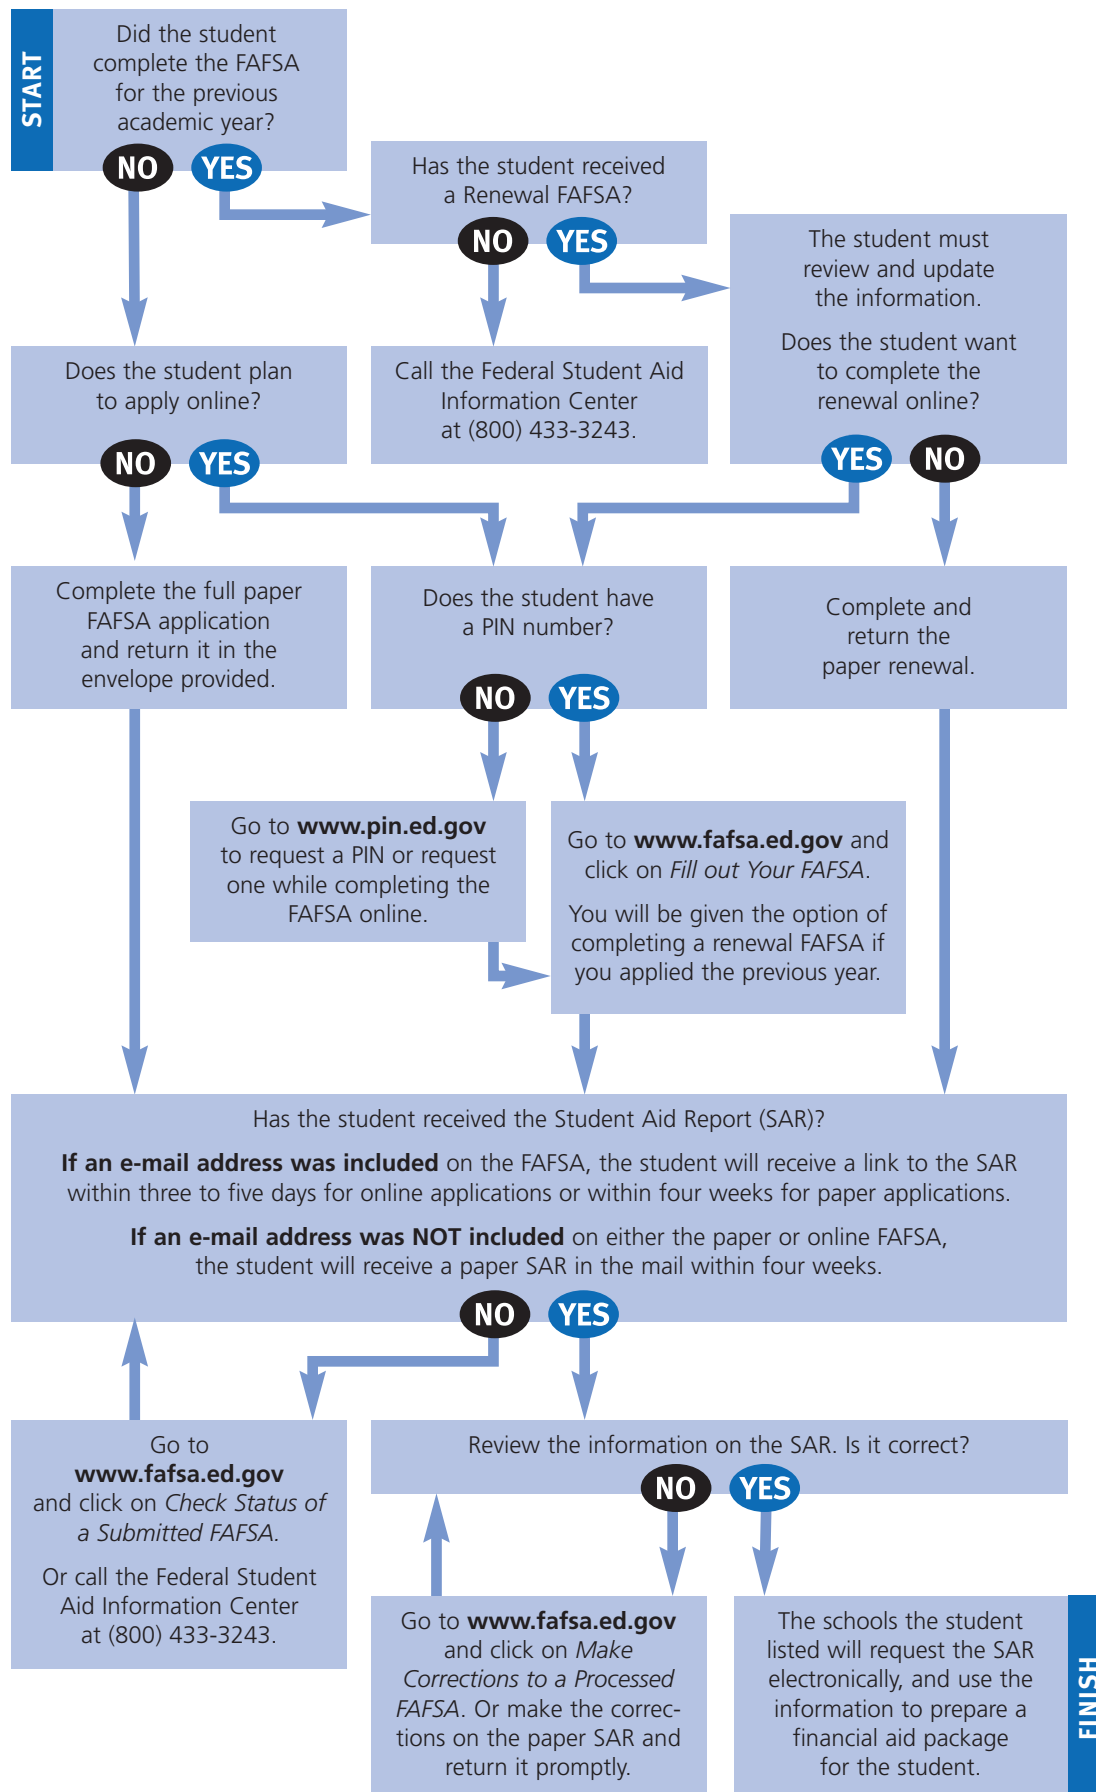 START
Did the student
complete the FAFSA
for the previous
academic year?
NO YES
Has the student received
a Renewal FAFSA?
NO YES
The student must
review and update
the information.
Does the student want
to complete the
renewal online?
YES NO
Does the student plan
to apply online?
NO YES
Call the Federal Student Aid
Information Center
at (800) 433-3243.
Complete the full paper
FAFSA application
and return it in the
envelope provided.
Does the student have
a PIN number?
NO YES
Complete and
return the
paper renewal.
Go to www.pin.ed.gov
to request a PIN or request
one while completing the
FAFSA online.
Go to www.fafsa.ed.gov and
click on Fill out Your FAFSA.
You will be given the option of
completing a renewal FAFSA if
you applied the previous year.
Has the student received the Student Aid Report (SAR)?
If an e-mail address was included on the FAFSA, the student will receive a link to the SAR
within three to five days for online applications or within four weeks for paper applications.
If an e-mail address was NOT included on either the paper or online FAFSA,
the student will receive a paper SAR in the mail within four weeks.
NO YES
Go to
www.fafsa.ed.gov
and click on Check Status of
a Submitted FAFSA.
Or call the Federal Student
Aid Information Center
at (800) 433-3243.
Review the information on the SAR. Is it correct?
NO YES
Go to www.fafsa.ed.gov
and click on Make
Corrections to a Processed
FAFSA. Or make the correc-
tions on the paper SAR and
return it promptly.
The schools the student
listed will request the SAR
electronically, and use the
information to prepare a
financial aid package
for the student.
FINISH